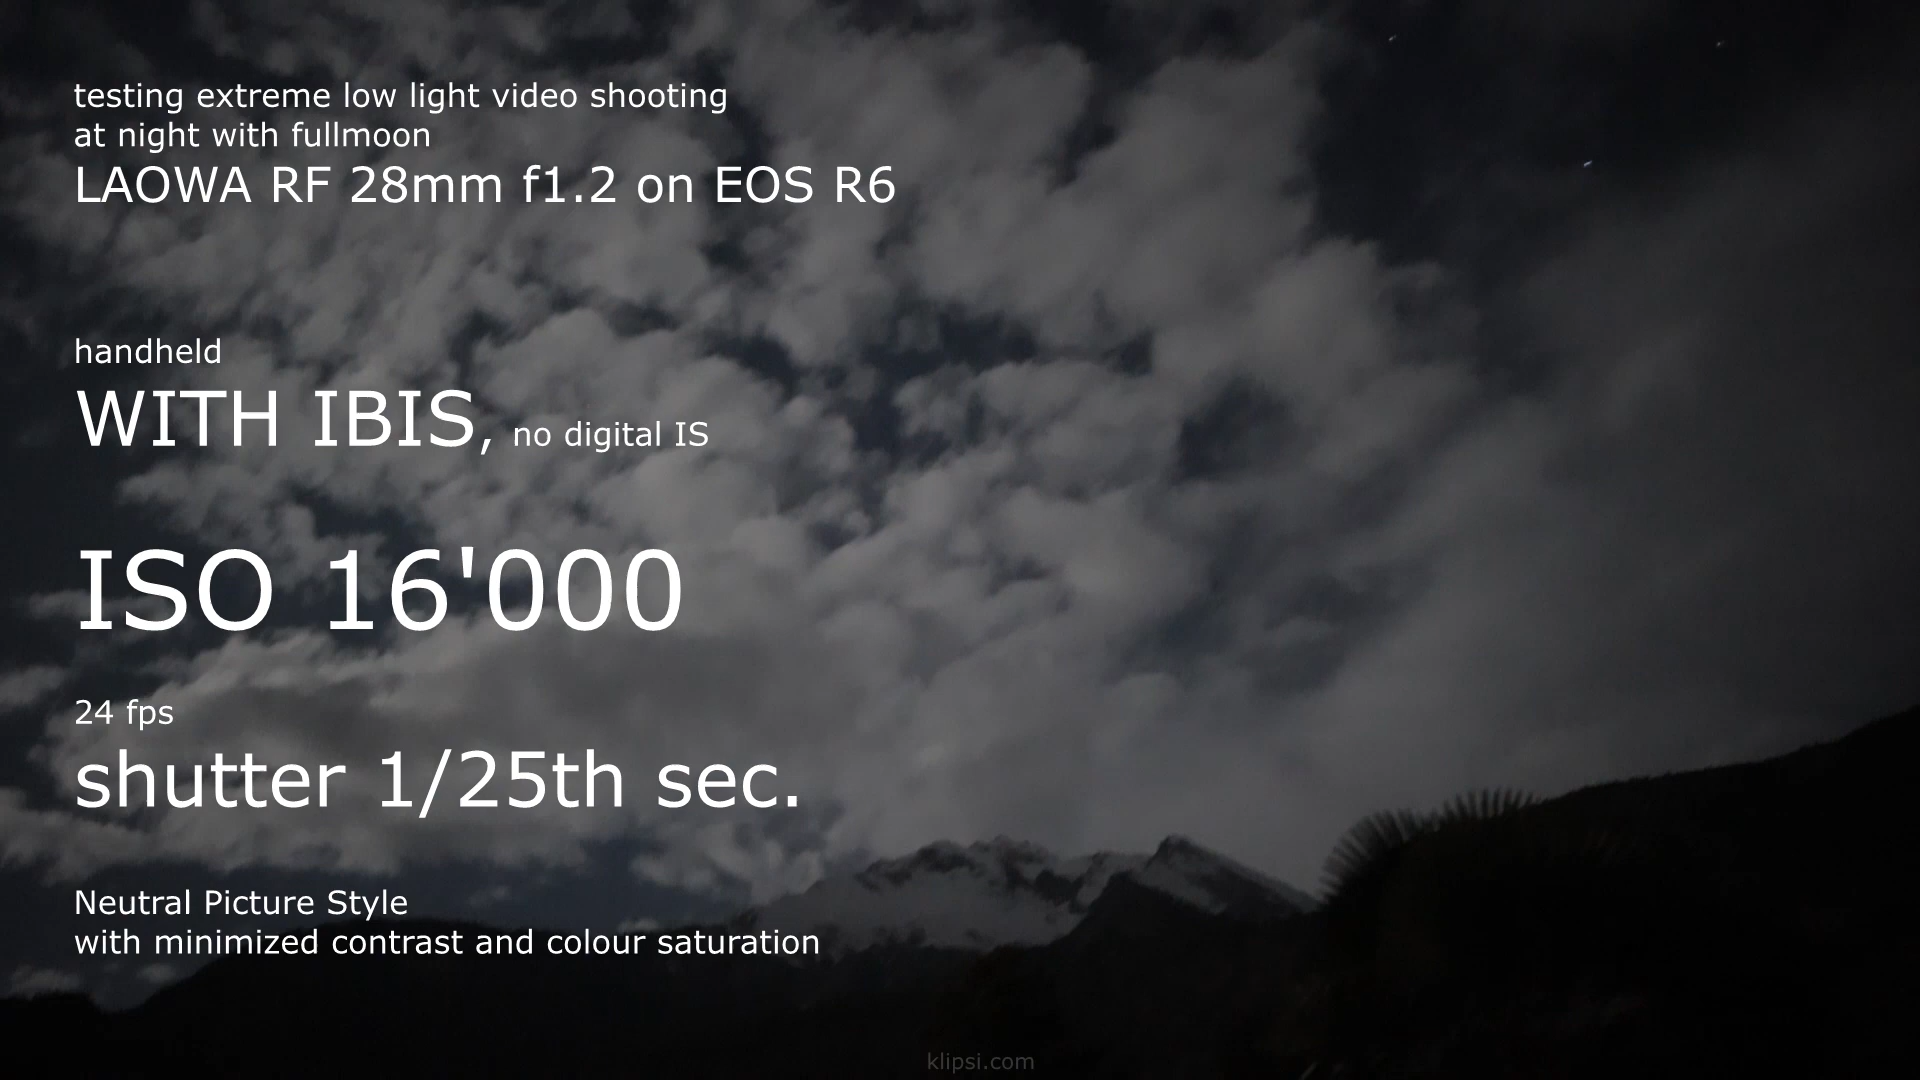 testing extreme low light video shooting
at night with fullmoon
LAOWA RF 28mm f1.2 on EOS R6
handheld
WITH IBIS, no digital IS
ISO 16'000
24 fps
shutter 1/25th sec.
Neutral Picture Style
with minimized contrast and colour saturation
klipsi.com